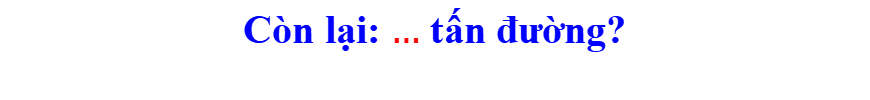 Còn lại: ... tấn đường?